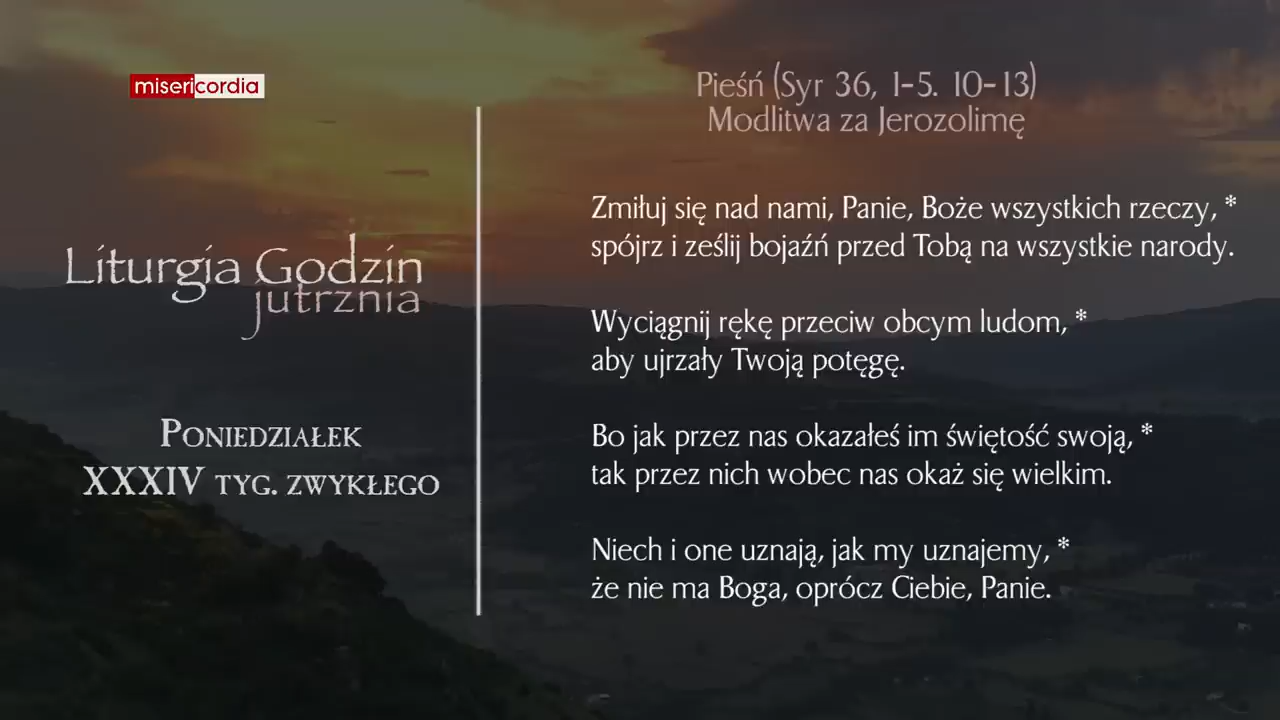 misericordia
Liturgia Godzin
jutrznia
Poniedziałek
XXXIV tyg. zwykłego
Pieśń (Syr 36, 1-5. 10-13)
Modlitwa za Jerozolimę
Zmiłuj się nad nami, Panie, Boże wszystkich rzeczy, *
spójrz i ześlij bojaźń przed Tobą na wszystkie narody.
Wyciągnij rękę przeciw obcym ludom, *
aby ujrzały Twoją potęgę.
Bo jak przez nas okazałeś im świętość swoją, *
tak przez nich wobec nas okaż się wielkim.
Niech i one uznają, jak my uznajemy, *
że nie ma Boga, oprócz Ciebie, Panie.